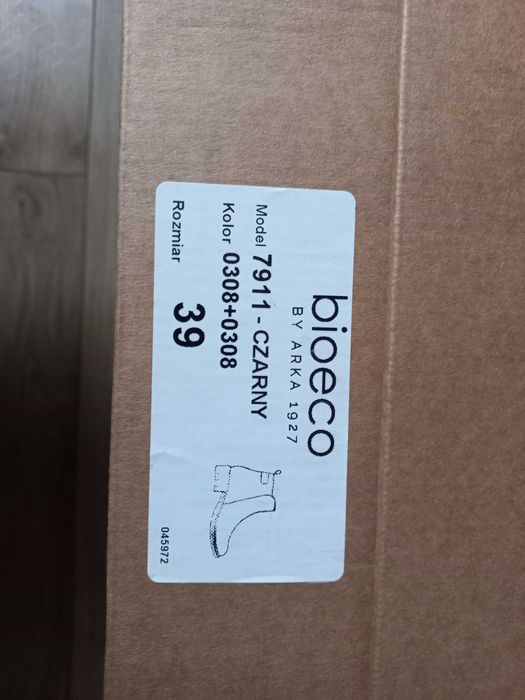 bioeco
BY ARKA 1927
Model 7911 - CZARNY
Kolor 0308+0308
Rozmiar 39
045972